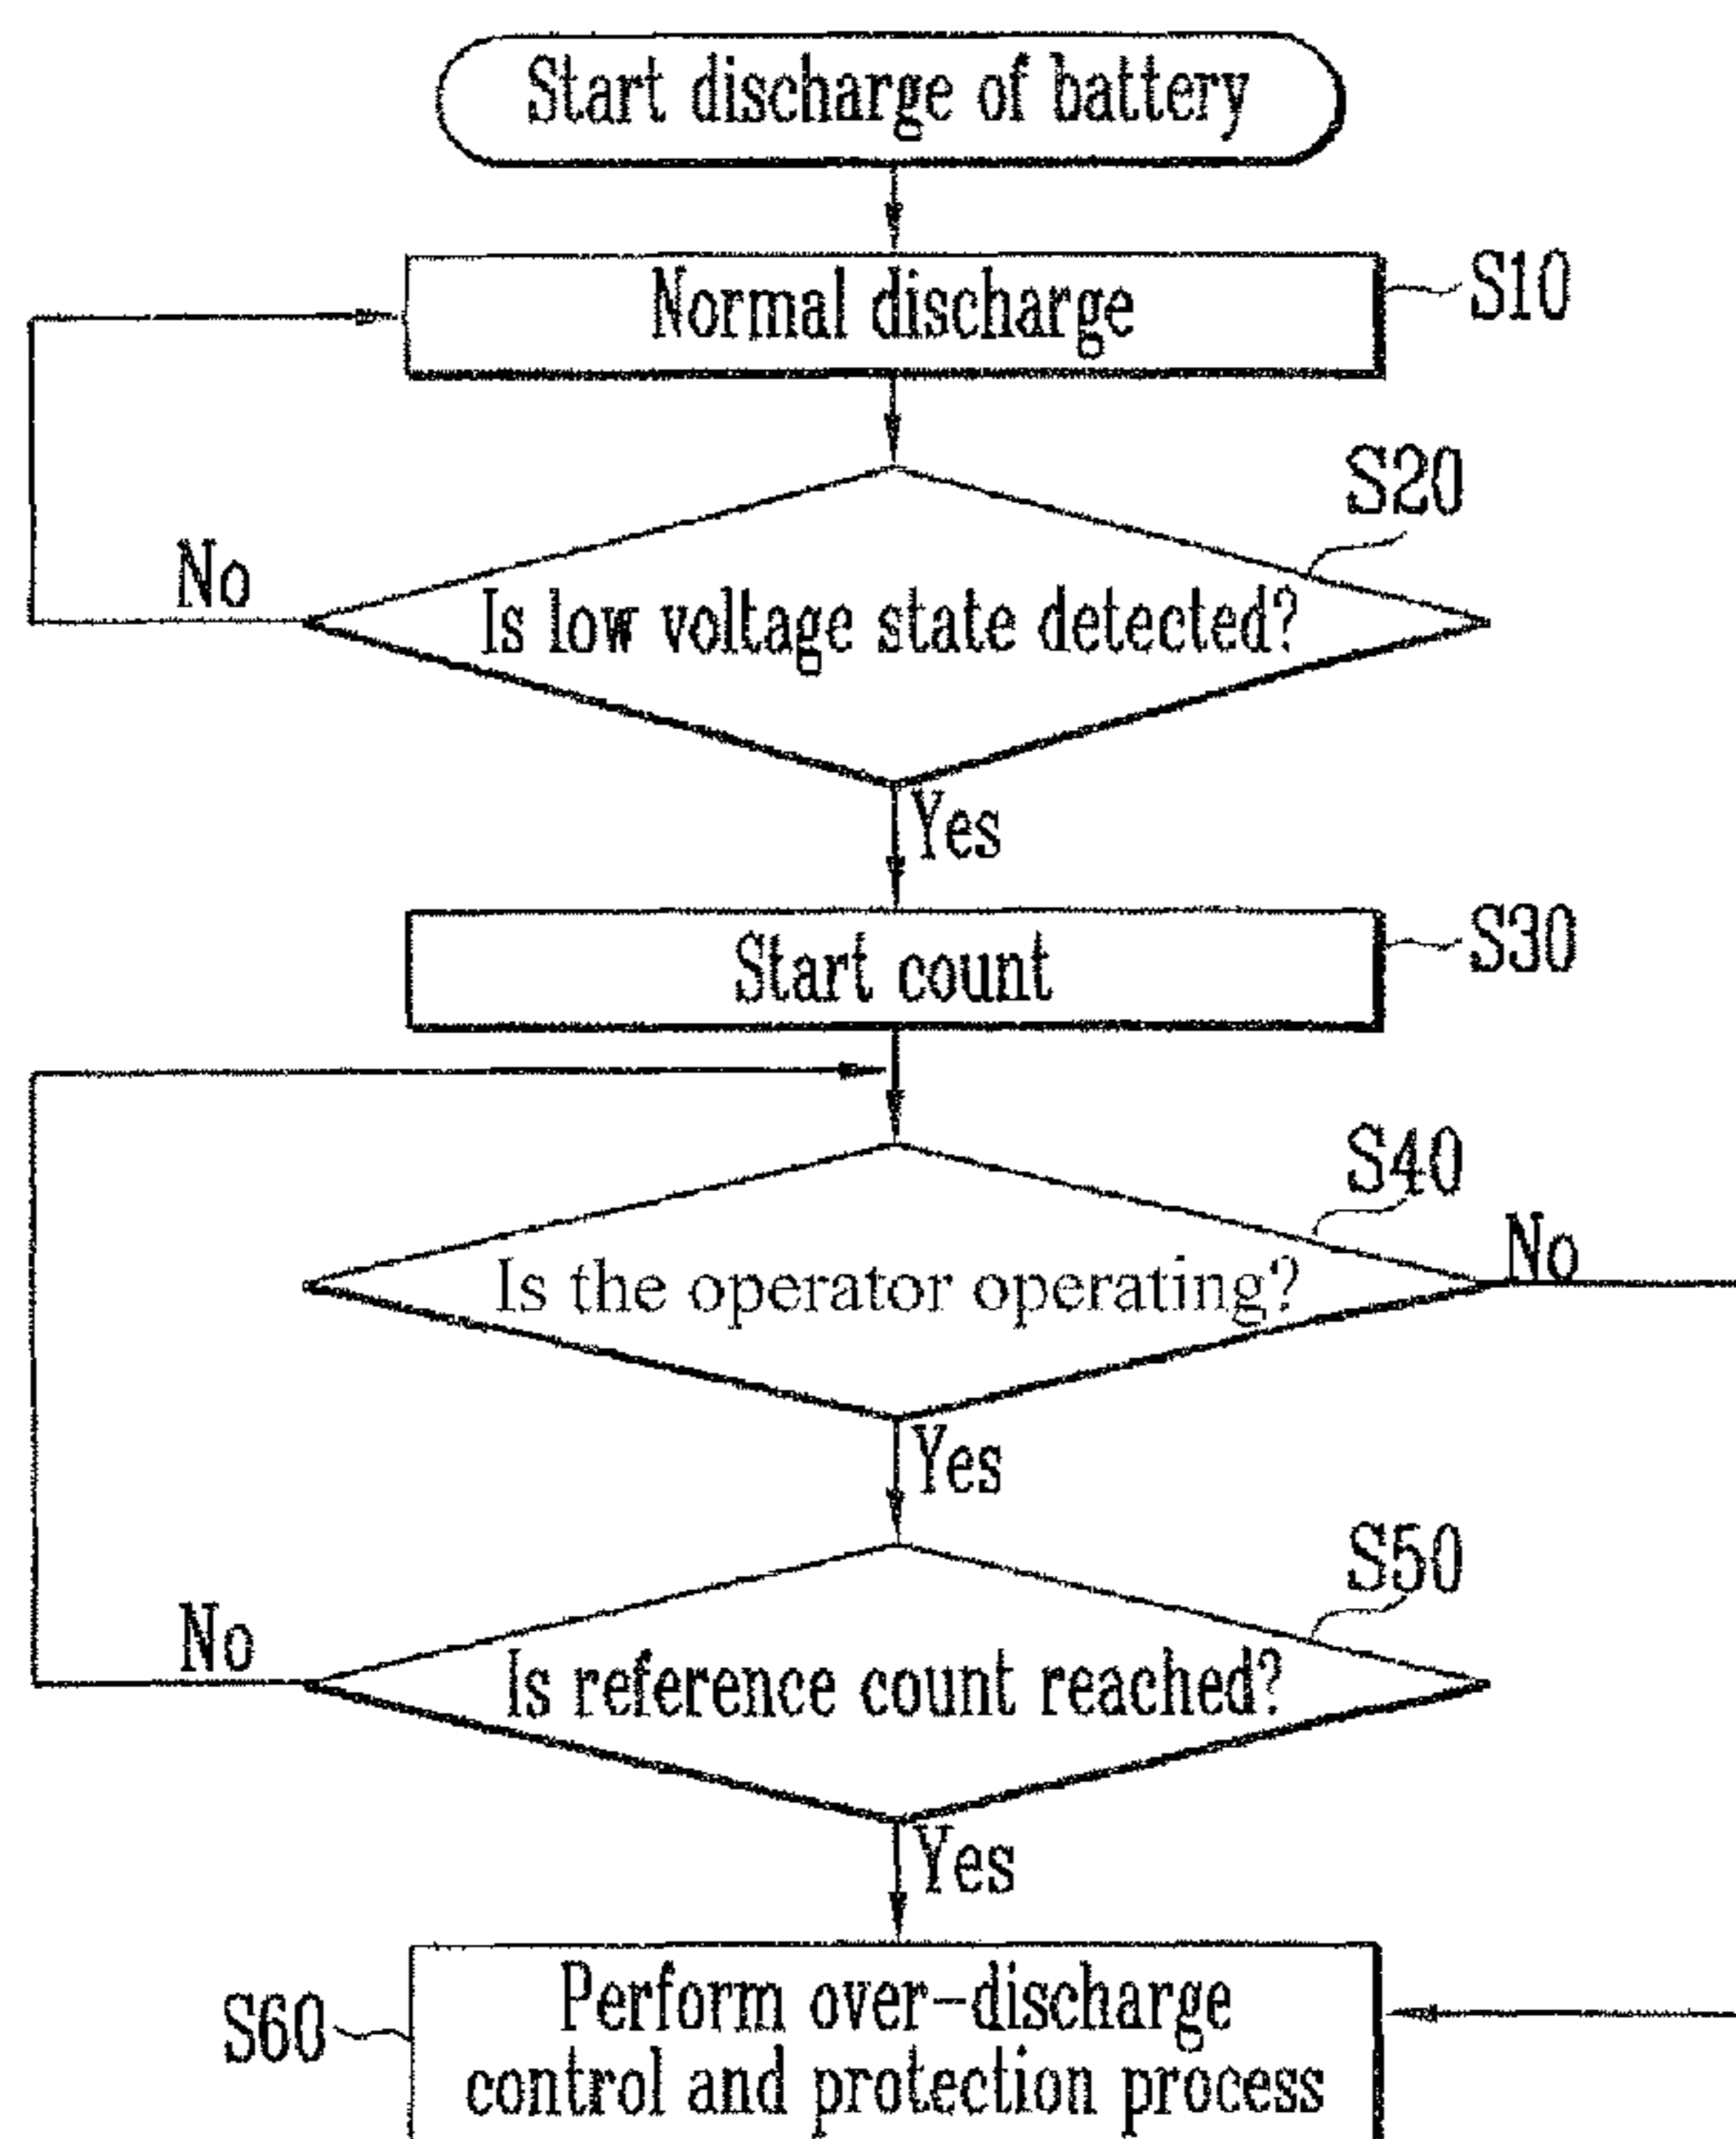 Start discharge of battery
Normal discharge
S10
S20
No
Is low voltage state detected?
Yes
Start count
S30
S40
No
Is the operator operating?
Yes
S50
No
Is reference count reached?
Yes
S60
Perform over-discharge
control and protection process